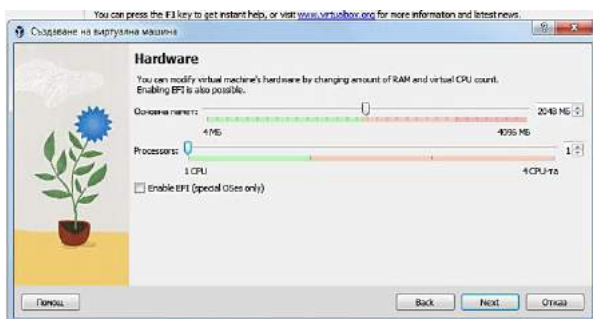 You can press the F1 key to get instant help, or visit www.virtualbox.org for more information and latest news.
Създаване на виртуална машина
Hardware
You can modify virtual machine's hardware by changing amount of RAM and virtual CPU count.
Enabling EFI is also possible.
Основна памет:
2048 МБ
4 МБ
4096 МБ
Processors:
1
1 CPU
4 CPU-та
Enable EFI (special OSes only)
Помощ
Back
Next
Отказ